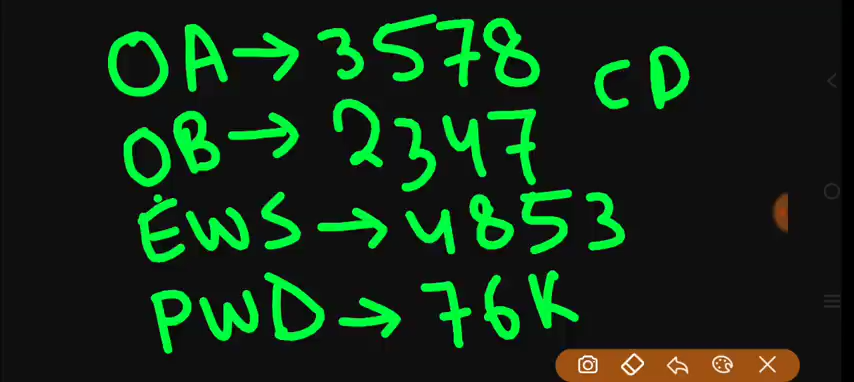 OA → 3578 CD
OB → 2347
EWS → 4853
PWD → 76K